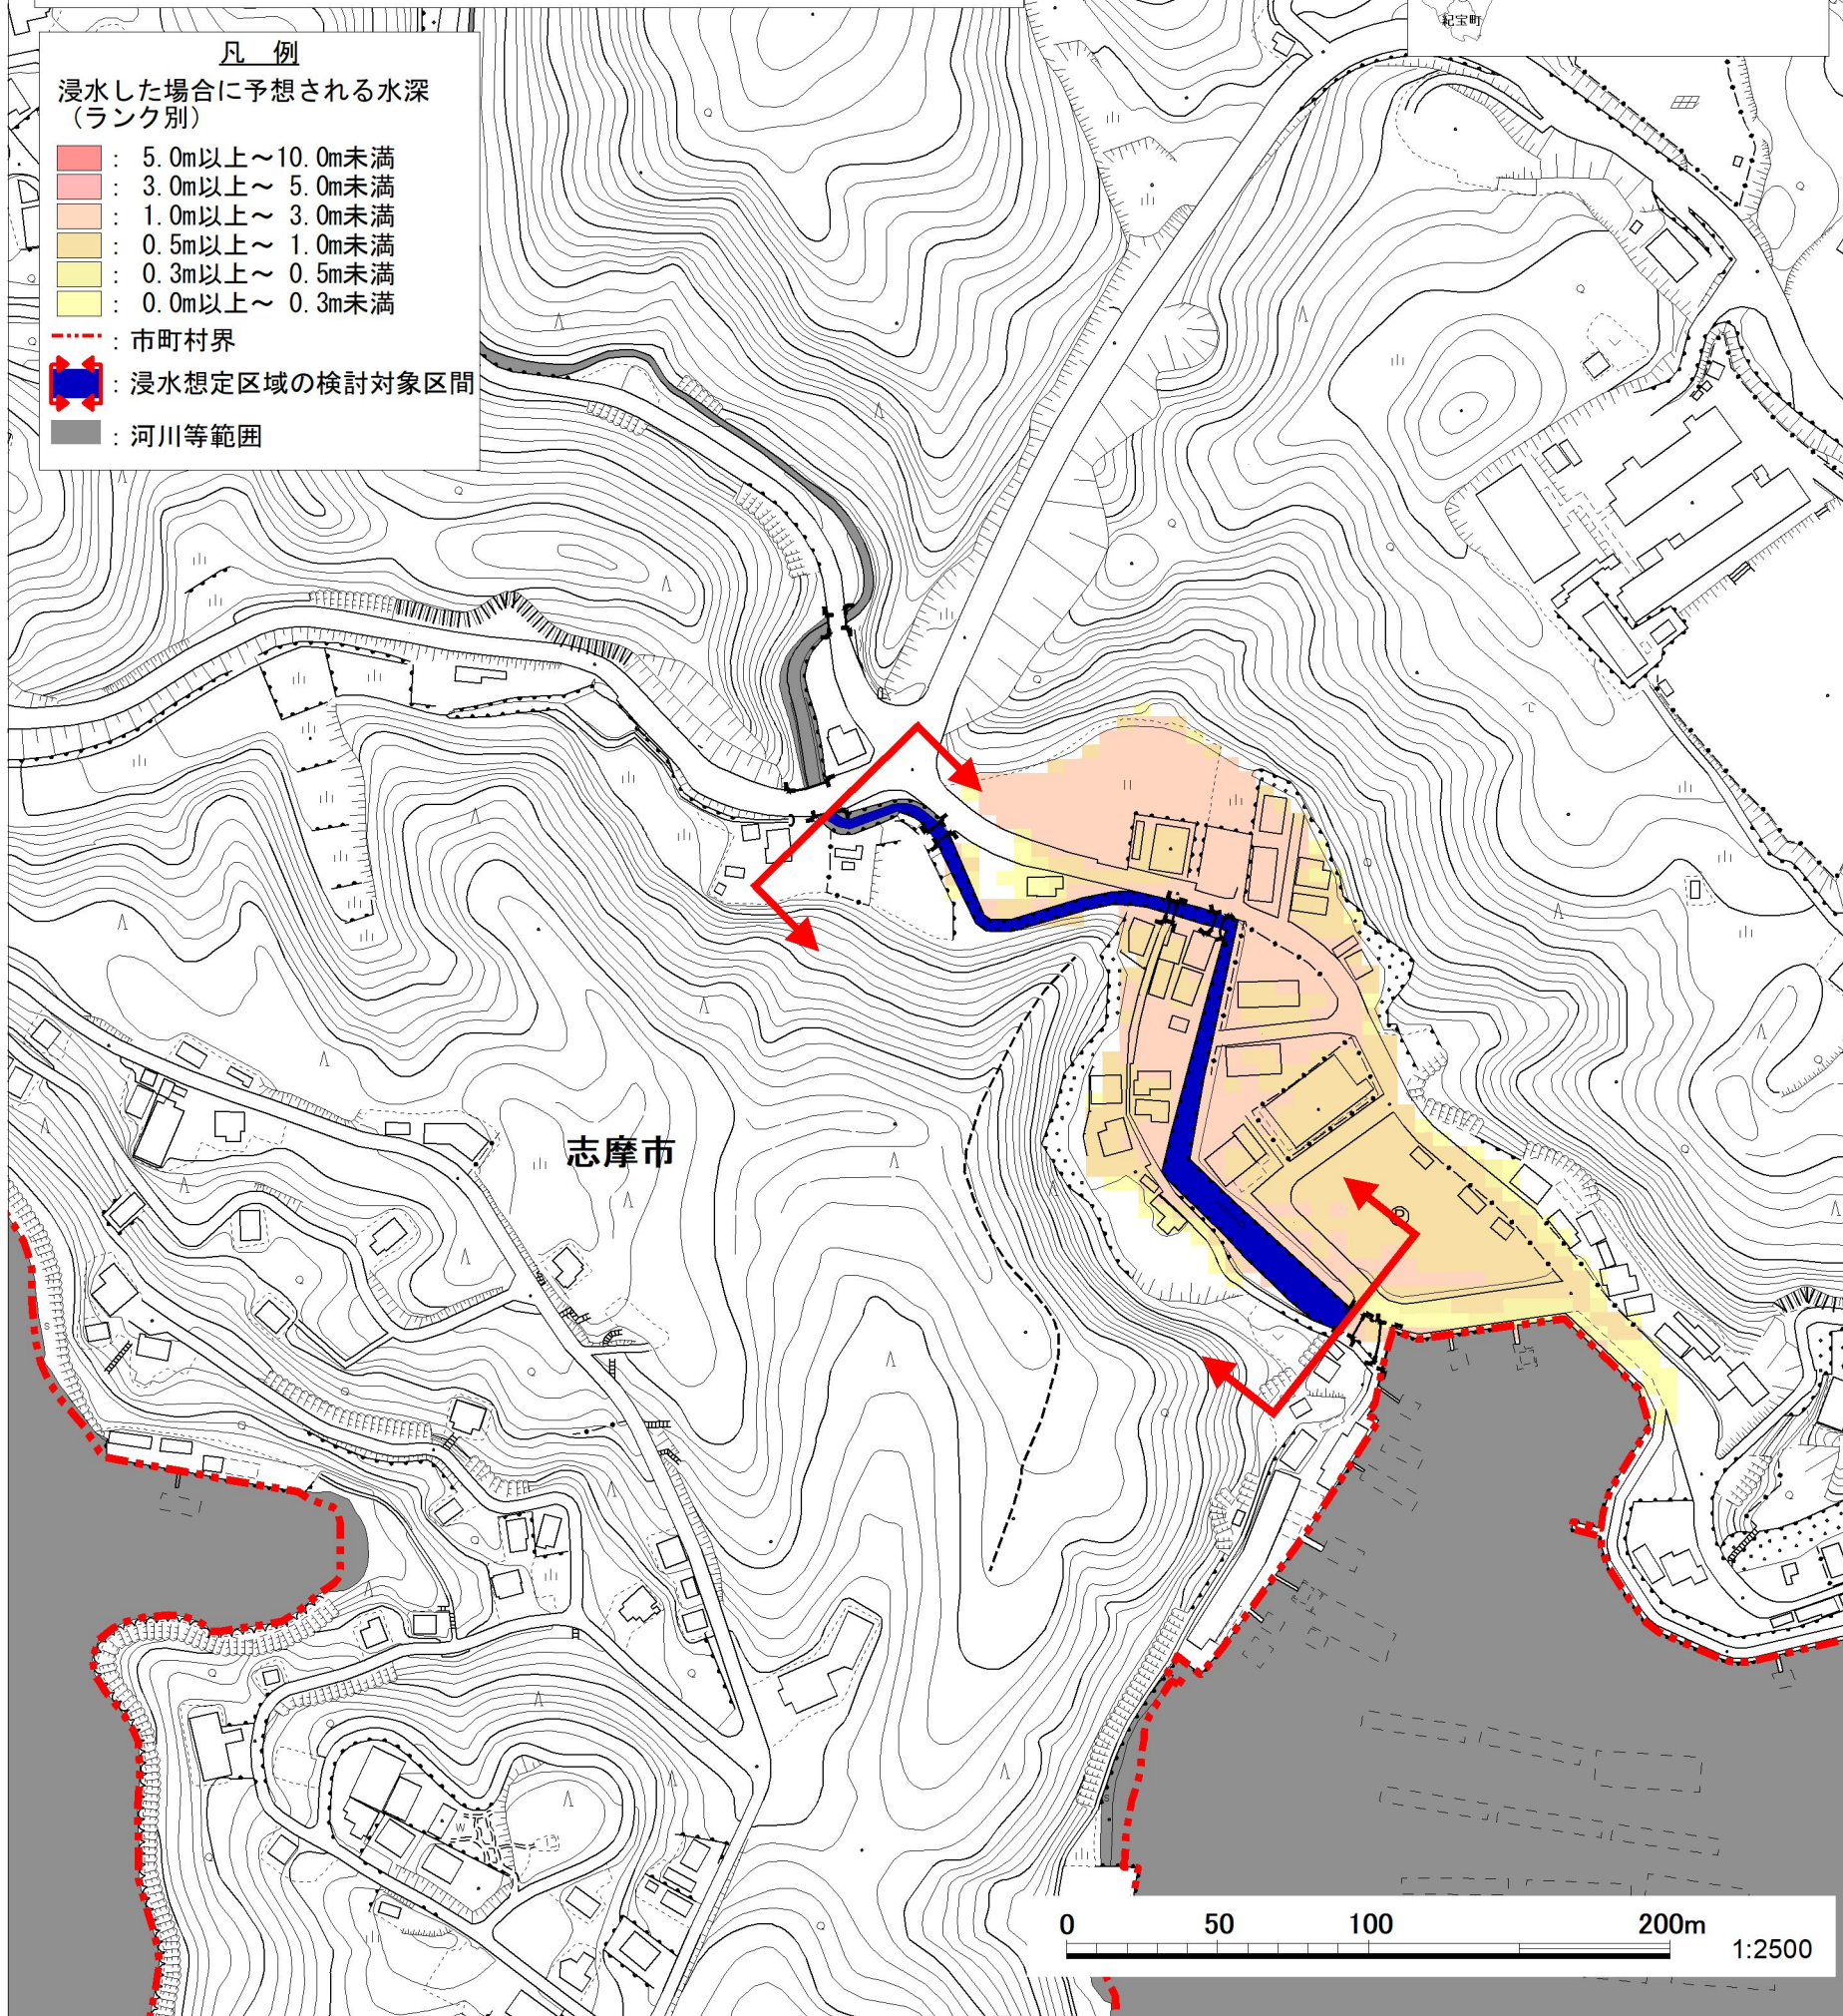 紀宝町
凡 例
浸水した場合に予想される水深
（ランク別）
： 5.0m以上～10.0m未満
： 3.0m以上～ 5.0m未満
： 1.0m以上～ 3.0m未満
： 0.5m以上～ 1.0m未満
： 0.3m以上～ 0.5m未満
： 0.0m以上～ 0.3m未満
： 市町村界
： 浸水想定区域の検討対象区間
： 河川等範囲
志摩市
0 50 100 200m
1:2500